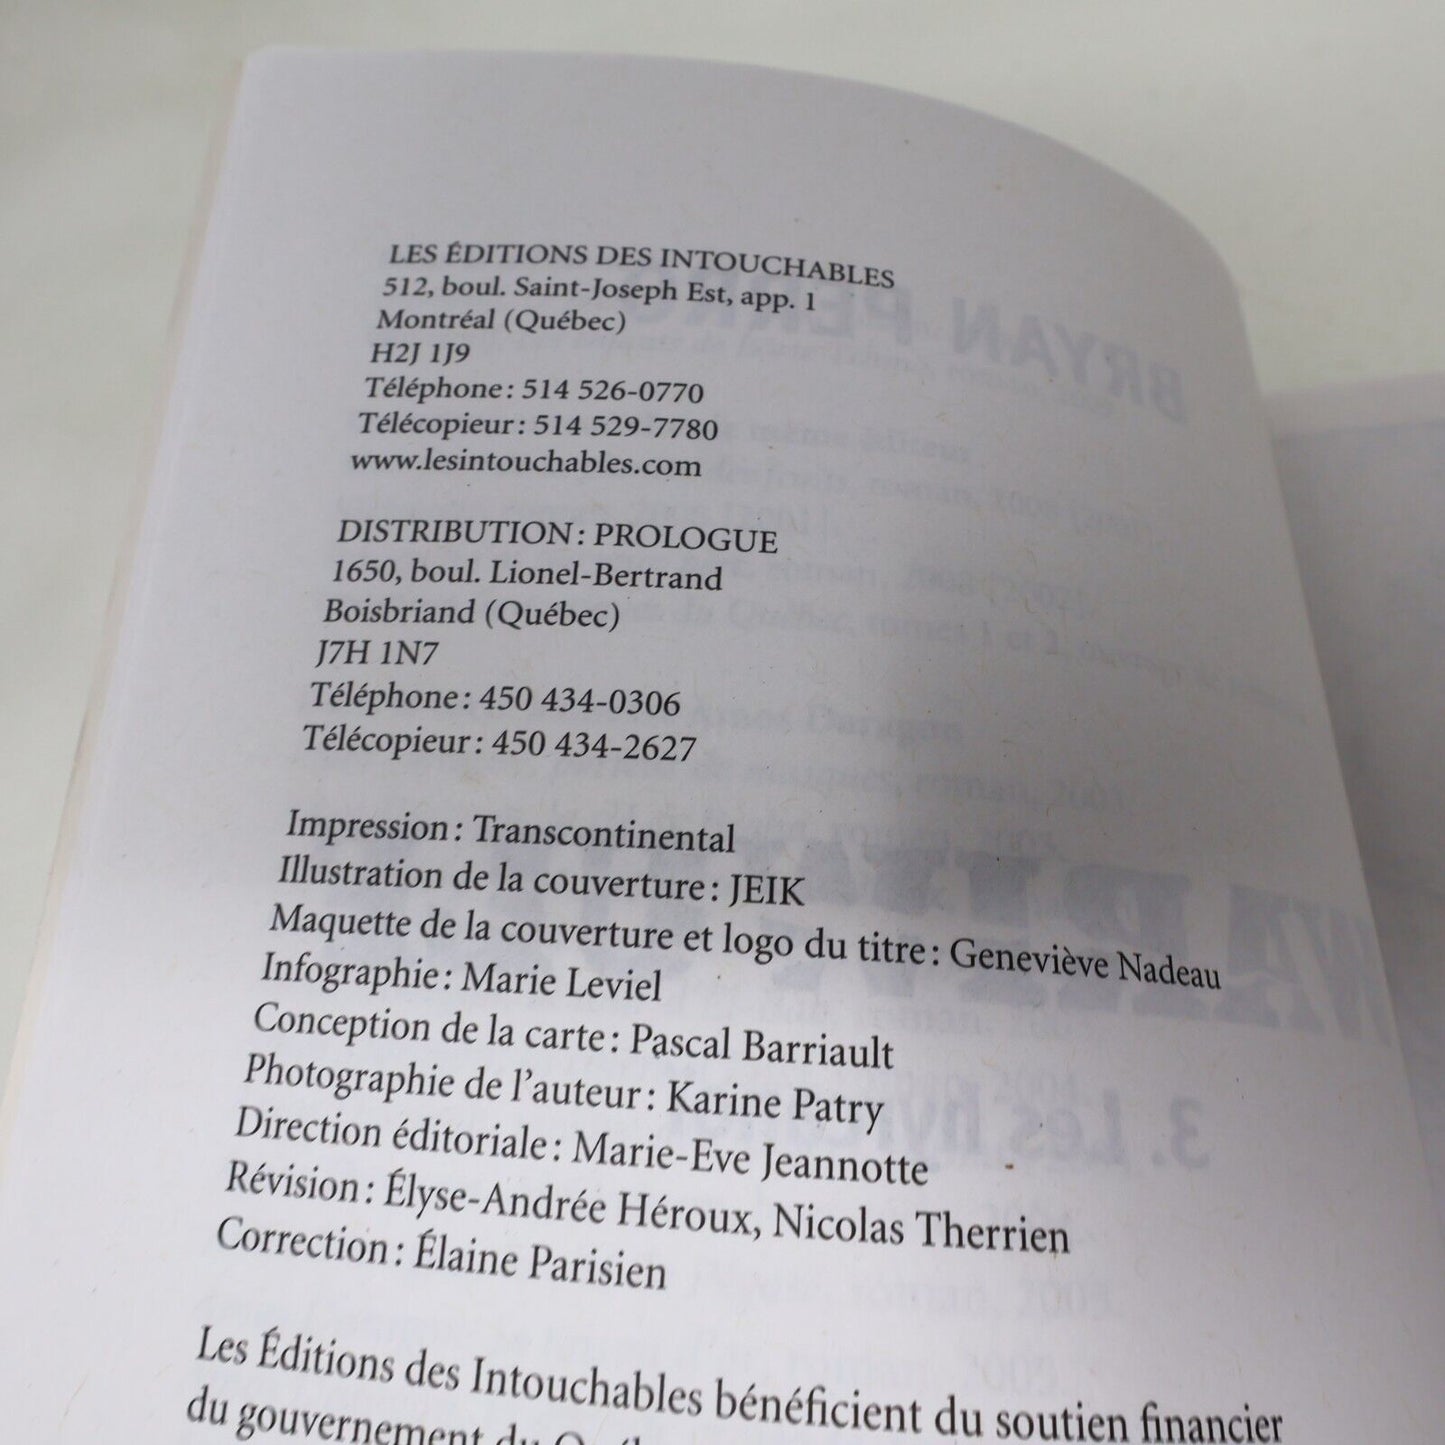 LES ÉDITIONS DES INTOUCHABLES
512, boul. Saint-Joseph Est, app. 1
Montréal (Québec)
H2J 1J9
Téléphone : 514 526-0770
Télécopieur : 514 529-7780
www.lesintouchables.com
DISTRIBUTION : PROLOGUE
1650, boul. Lionel-Bertrand
Boisbriand (Québec)
J7H 1N7
Téléphone : 450 434-0306
Télécopieur : 450 434-2627
Impression : Transcontinental
Illustration de la couverture : JEIK
Maquette de la couverture et logo du titre : Geneviève Nadeau
Infographie : Marie Leviel
Conception de la carte : Pascal Barriault
Photographie de l'auteur : Karine Patry
Direction éditoriale : Marie-Eve Jeannotte
Révision : Élyse-Andrée Héroux, Nicolas Therrien
Correction : Élaine Parisien
Les Éditions des Intouchables bénéficient du soutien financier
du gouvernement du